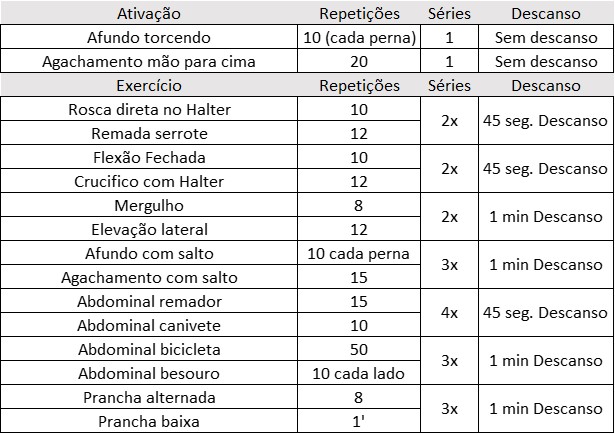 Ativação Repetições Séries Descanso
Afundo torcendo 10 (cada perna) 1 Sem descanso
Agachamento mão para cima 20 1 Sem descanso
Exercício Repetições Séries Descanso
Rosca direta no Halter 10
2x 45 seg. Descanso
Remada serrote 12
Flexão Fechada 10
2x 45 seg. Descanso
Crucifico com Halter 12
Mergulho 8
2x 1 min Descanso
Elevação lateral 12
Afundo com salto 10 cada perna
3x 1 min Descanso
Agachamento com salto 15
Abdominal remador 15
4x 45 seg. Descanso
Abdominal canivete 10
Abdominal bicicleta 50
3x 1 min Descanso
Abdominal besouro 10 cada lado
Prancha alternada 8
3x 1 min Descanso
Prancha baixa 1'